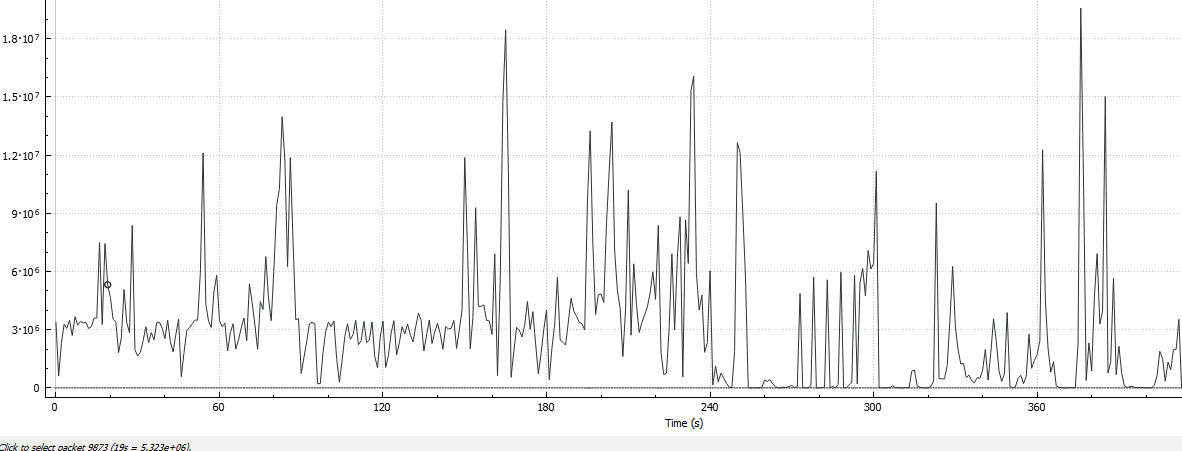 1.8·10⁷
1.5·10⁷
1.2·10⁷
9·10⁶
6·10⁶
3·10⁶
0
0 60 120 180 240 300 360
Time (s)
Click to select packet 9873 (19s = 5.323e+06).